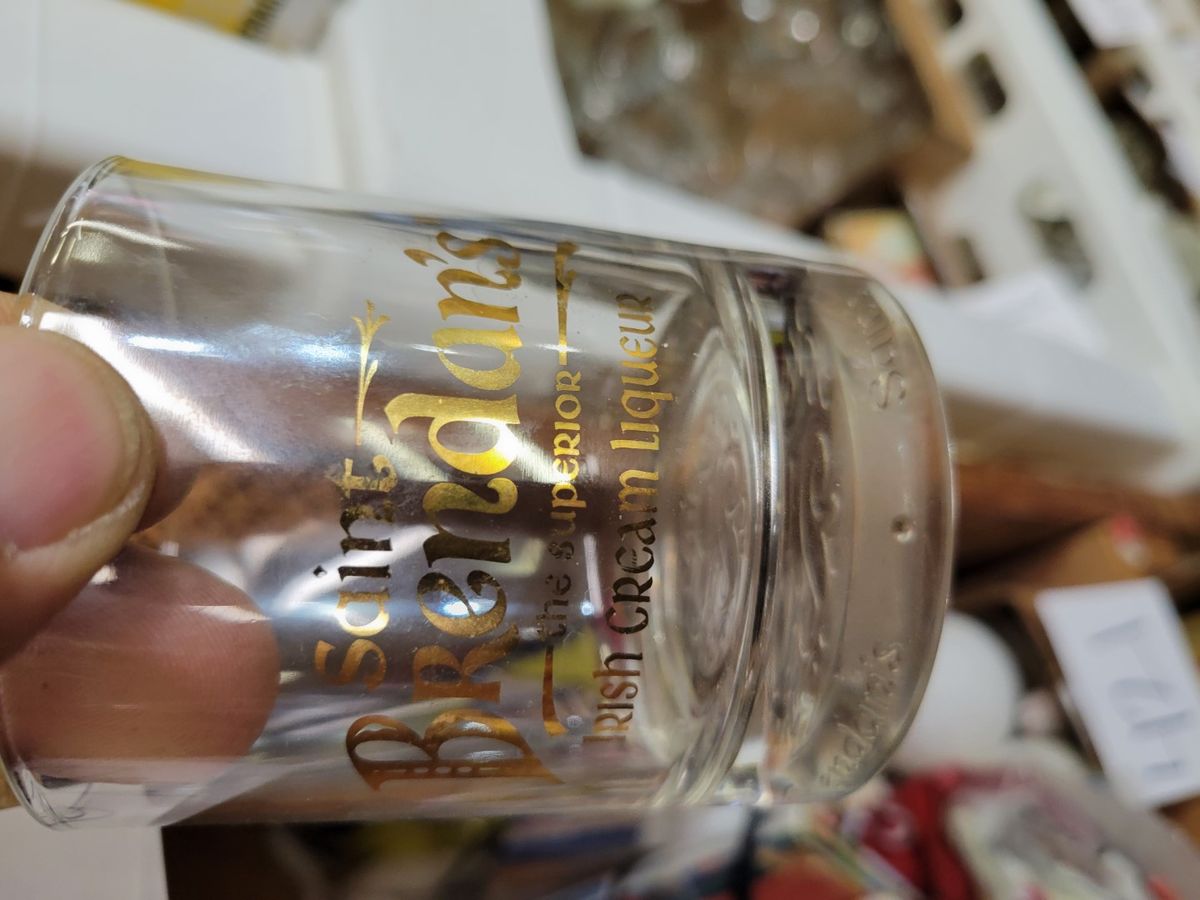 Saint
Brendan's
the superior
Irish Cream Liqueur